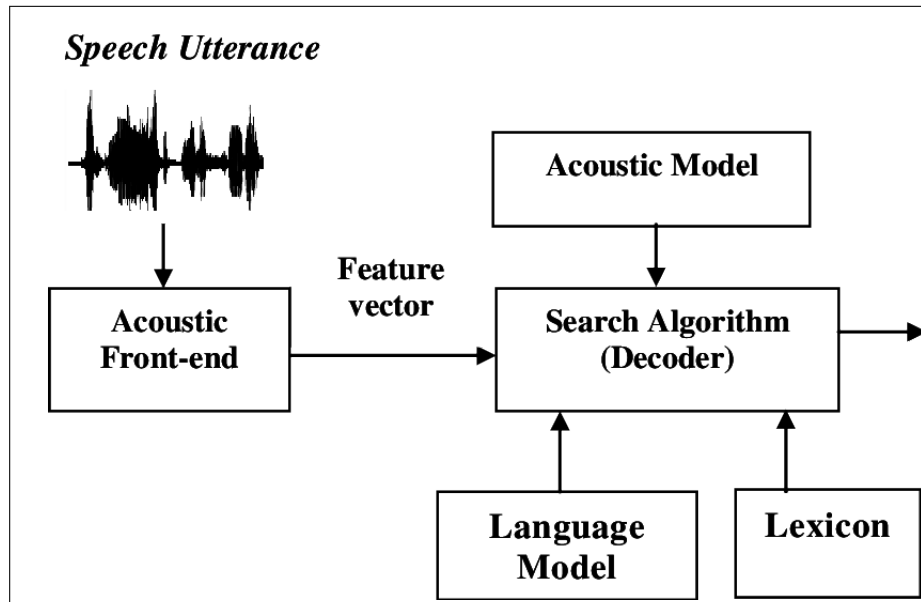 Speech Utterance
Acoustic Model
Feature
vector
Acoustic
Front-end
Search Algorithm
(Decoder)
Language
Model
Lexicon